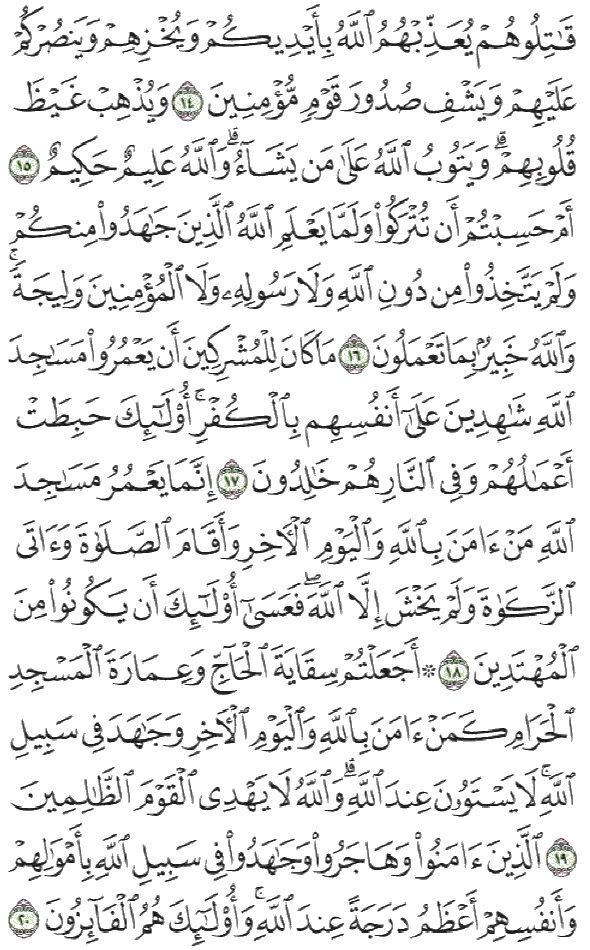 قَٰتِلُوهُمْ يُعَذِّبْهُمُ ٱللَّهُ بِأَيْدِيكُمْ وَيُخْزِهِمْ وَيَنصُرْكُمْ
عَلَيْهِمْ وَيَشْفِ صُدُورَ قَوْمٍ مُّؤْمِنِينَ ١٤ وَيُذْهِبْ غَيْظَ
قُلُوبِهِمْ ۗ وَيَتُوبُ ٱللَّهُ عَلَىٰ مَن يَشَآءُ ۗ وَٱللَّهُ عَلِيمٌ حَكِيمٌ ١٥
أَمْ حَسِبْتُمْ أَن تُتْرَكُوا۟ وَلَمَّا يَعْلَمِ ٱللَّهُ ٱلَّذِينَ جَٰهَدُوا۟ مِنكُمْ
وَلَمْ يَتَّخِذُوا۟ مِن دُونِ ٱللَّهِ وَلَا رَسُولِهِۦ وَلَا ٱلْمُؤْمِنِينَ وَلِيجَةً ۚ
وَٱللَّهُ خَبِيرٌۢ بِمَا تَعْمَلُونَ ١٦ مَا كَانَ لِلْمُشْرِكِينَ أَن يَعْمُرُوا۟ مَسَٰجِدَ
ٱللَّهِ شَٰهِدِينَ عَلَىٰٓ أَنفُسِهِم بِٱلْكُفْرِ ۚ أُو۟لَٰٓئِكَ حَبِطَتْ
أَعْمَٰلُهُمْ وَفِى ٱلنَّارِ هُمْ خَٰلِدُونَ ١٧ إِنَّمَا يَعْمُرُ مَسَٰجِدَ
ٱللَّهِ مَنْ ءَامَنَ بِٱللَّهِ وَٱلْيَوْمِ ٱلْءَاخِرِ وَأَقَامَ ٱلصَّلَوٰةَ وَءَاتَى
ٱلزَّكَوٰةَ وَلَمْ يَخْشَ إِلَّا ٱللَّهَ ۖ فَعَسَىٰٓ أُو۟لَٰٓئِكَ أَن يَكُونُوا۟ مِنَ
ٱلْمُهْتَدِينَ ١٨ ۞ أَجَعَلْتُمْ سِقَايَةَ ٱلْحَآجِّ وَعِمَارَةَ ٱلْمَسْجِدِ
ٱلْحَرَامِ كَمَنْ ءَامَنَ بِٱللَّهِ وَٱلْيَوْمِ ٱلْءَاخِرِ وَجَٰهَدَ فِى سَبِيلِ
ٱللَّهِ ۚ لَا يَسْتَوُۥنَ عِندَ ٱللَّهِ ۗ وَٱللَّهُ لَا يَهْدِى ٱلْقَوْمَ ٱلظَّٰلِمِينَ
١٩ ٱلَّذِينَ ءَامَنُوا۟ وَهَاجَرُوا۟ وَجَٰهَدُوا۟ فِى سَبِيلِ ٱللَّهِ بِأَمْوَٰلِهِمْ
وَأَنفُسِهِمْ أَعْظَمُ دَرَجَةً عِندَ ٱللَّهِ ۚ وَأُو۟لَٰٓئِكَ هُمُ ٱلْفَآئِزُونَ ٢٠